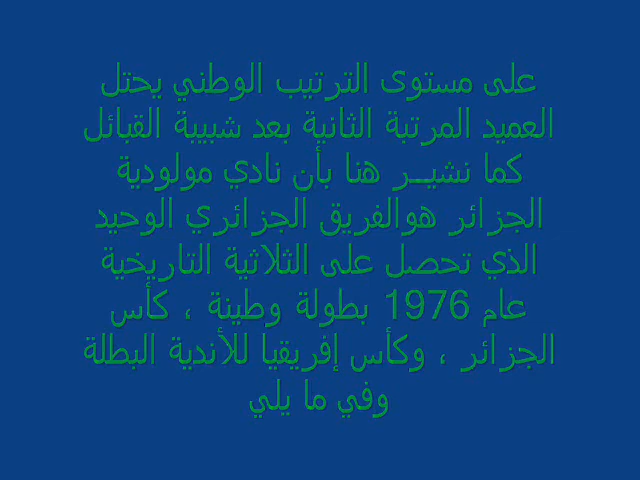 على مستوى الترتيب الوطني يحتل
العميد المرتبة الثانية بعد شبيبة القبائل
كما نشيــر هنا بأن نادي مولودية
الجزائر هوالفريق الجزائري الوحيد
الذي تحصل على الثلاثية التاريخية
عام 1976 بطولة وطينة ، كأس
الجزائر ، وكأس إفريقيا للأندية البطلة
وفي ما يلي